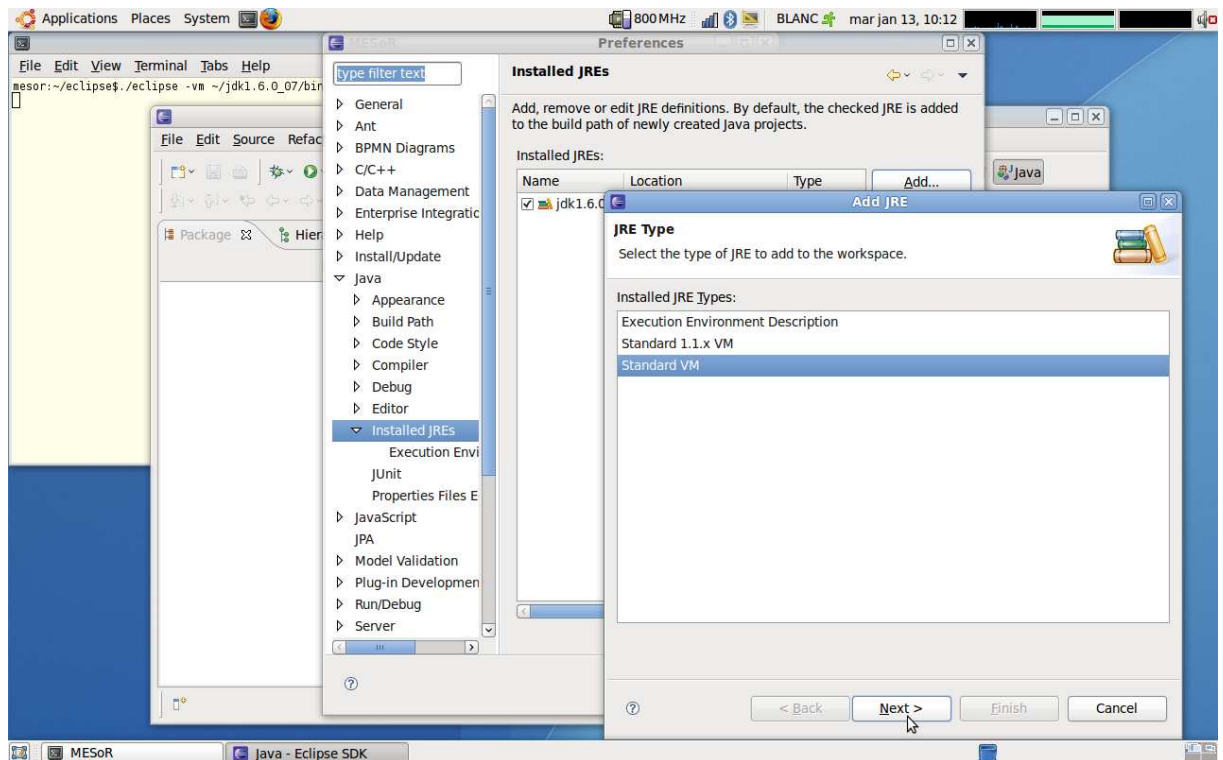 Applications Places System 800 MHz BLANC mar jan 13, 10:12
File Edit View Terminal Tabs Help
mesor:~/eclipse$./eclipse -vm ~/jdk1.6.0_07/bin
MESoR
Preferences
type filter text
General
Ant
BPMN Diagrams
C/C++
Data Management
Enterprise Integratic
Help
Install/Update
Java
Appearance
Build Path
Code Style
Compiler
Debug
Editor
Installed JREs
Execution Envi
JUnit
Properties Files E
JavaScript
JPA
Model Validation
Plug-in Developmen
Run/Debug
Server
Installed JREs
Add, remove or edit JRE definitions. By default, the checked JRE is added
to the build path of newly created Java projects.
Installed JREs:
Name Location Type Add...
jdk1.6.0
File Edit Source Refac
Java
Package Hier
Add JRE
JRE Type
Select the type of JRE to add to the workspace.
Installed JRE Types:
Execution Environment Description
Standard 1.1.x VM
Standard VM
< Back Next > Finish Cancel
MESoR Java - Eclipse SDK